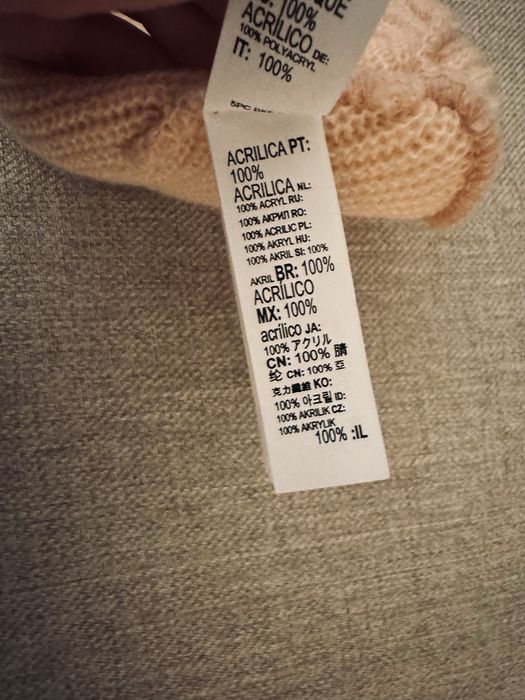 100%
ACRÍLICO DE:
100% POLYACRYL
IT: 100%
ACRILICA PT:
100%
ACRILICA NL:
100% ACRYL RU:
100% АКРИЛ RO:
100% ACRILIC PL:
100% AKRYL HU:
100% AKRIL SI: 100%
AKRIL BR: 100%
ACRÍLICO
MX: 100%
acrílico JA:
100% アクリル
CN: 100% 腈
纶 CN: 100% 亞
克力纖維 KO:
100% 아크릴 ID:
100% AKRILIK CZ:
100% AKRYLIK
100% :IL